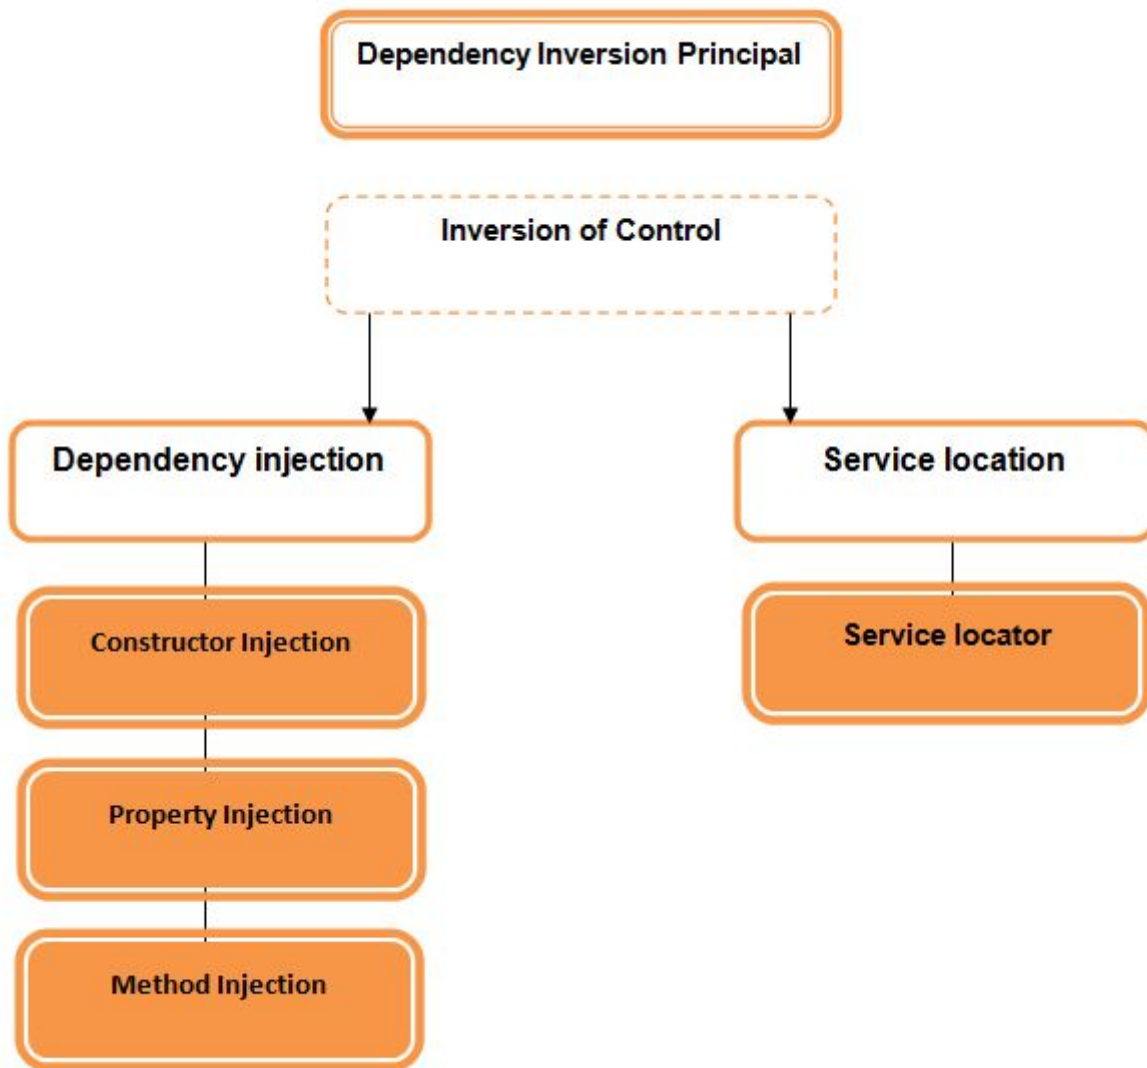 Dependency Inversion Principal
Inversion of Control
Dependency injection
Service location
Constructor Injection
Service locator
Property Injection
Method Injection